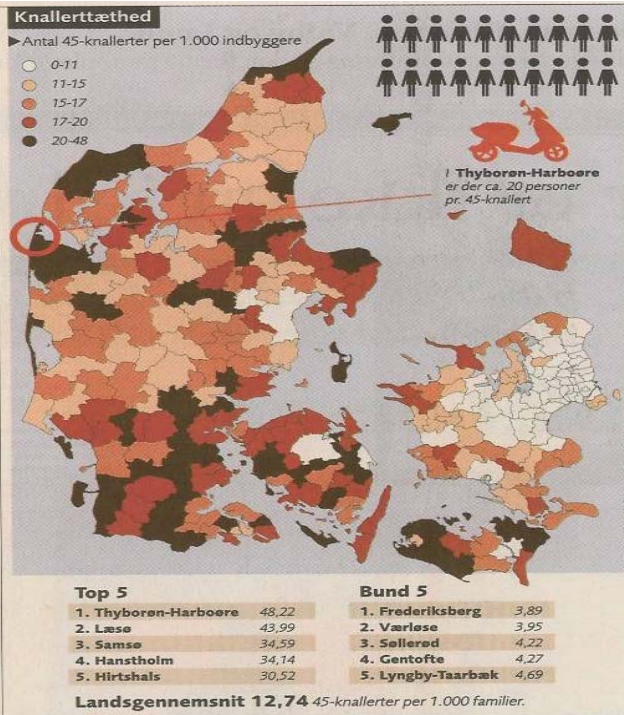 Knallerttæthed
Antal 45-knallerter per 1.000 indbyggere
0-11
11-15
15-17
17-20
20-48
I Thyborøn-Harboøre
er der ca. 20 personer
pr. 45-knallert
Top 5
1. Thyborøn-Harboøre 48,22
2. Læsø 43,99
3. Samsø 34,59
4. Hanstholm 34,14
5. Hirtshals 30,52
Bund 5
1. Frederiksberg 3,89
2. Værløse 3,95
3. Søllerød 4,22
4. Gentofte 4,27
5. Lyngby-Taarbæk 4,69
Landsgennemsnit 12,74 45-knallerter per 1.000 familier.